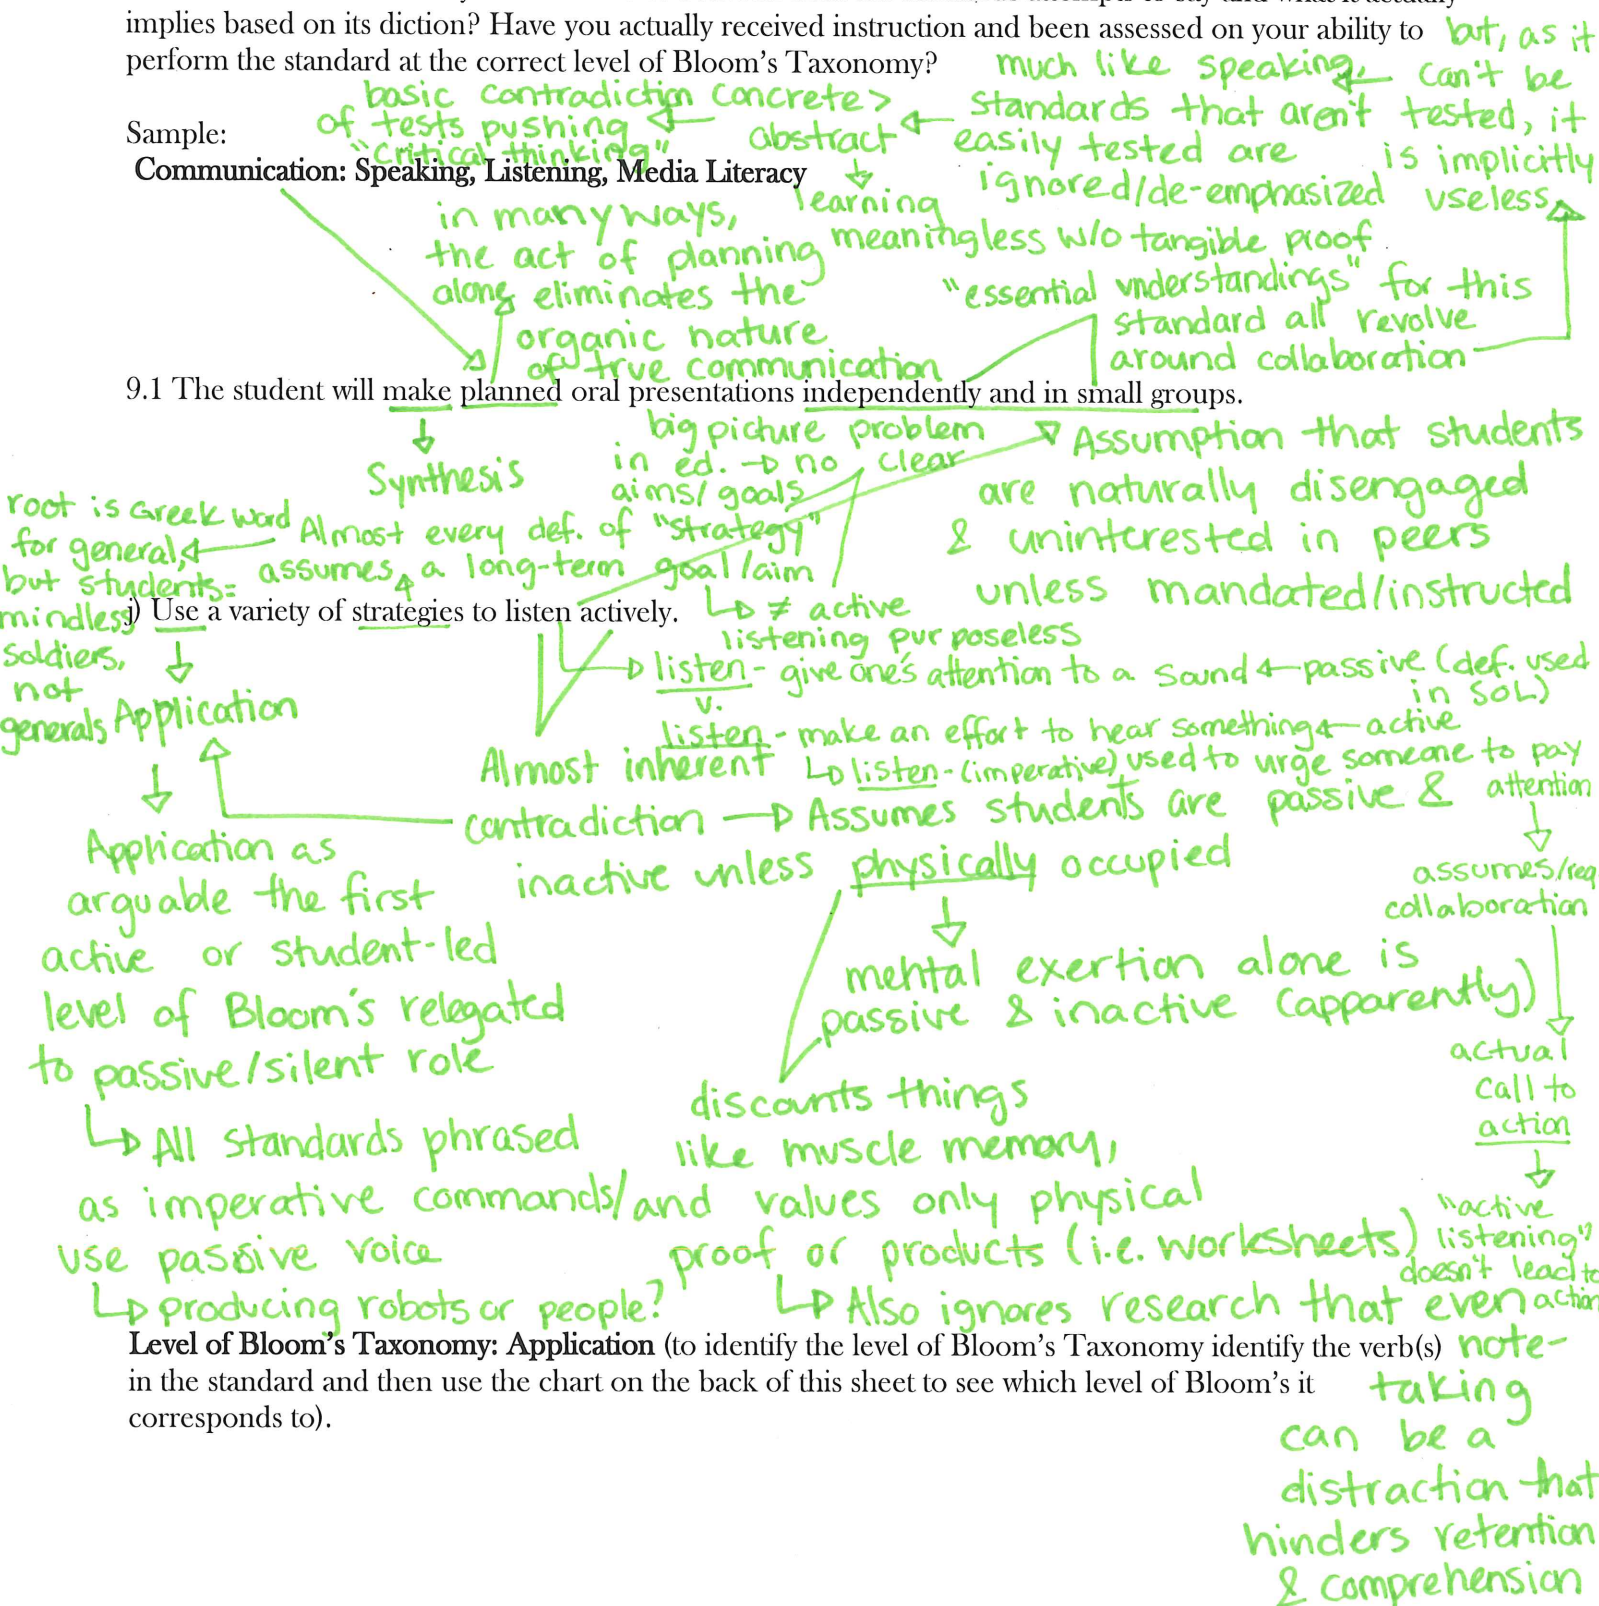 implies based on its diction? Have you actually received instruction and been assessed on your ability to
perform the standard at the correct level of Bloom's Taxonomy?
but, as it
can't be
tested, it
is implicitly
useless
much like speaking,
standards that aren't
easily tested are
ignored/de-emphasized
concrete >
abstract
learning
meaningless w/o tangible proof
basic contradiction
of tests pushing
"critical thinking"
Sample:
Communication: Speaking, Listening, Media Literacy
in many ways,
the act of planning
along eliminates the
organic nature
of true communication
"essential understandings" for this
standard all revolve
around collaboration
9.1 The student will make planned oral presentations independently and in small groups.
Synthesis
big picture problem
in ed. → no clear
aims/goals
Assumption that students
are naturally disengaged
& uninterested in peers
unless mandated/instructed
Almost every def. of "strategy"
assumes a long-term goal/aim
root is Greek word
for general,
but students=
mindless
soldiers,
not
generals
↳ ≠ active
listening purposeless
j) Use a variety of strategies to listen actively.
Application
listen - give one's attention to a sound ← passive (def. used
in SOL)
v.
listen - make an effort to hear something ← active
↳ listen - (imperative) used to urge someone to pay
attention
assumes/req
collaboration
actual
call to
action
"active
listening"
doesn't lead to
action
Almost inherent
contradiction → Assumes students are passive &
inactive unless physically occupied
mental exertion alone is
passive & inactive (apparently)
Application as
arguable the first
active or student-led
level of Bloom's relegated
to passive/silent role
↳ All standards phrased
as imperative commands/
use passive voice
↳ producing robots or people?
discounts things
like muscle memory,
and values only physical
proof or products (i.e. worksheets)
↳ Also ignores research that even
note-
taking
can be a
distraction that
hinders retention
& comprehension
Level of Bloom's Taxonomy: Application (to identify the level of Bloom's Taxonomy identify the verb(s)
in the standard and then use the chart on the back of this sheet to see which level of Bloom's it
corresponds to).